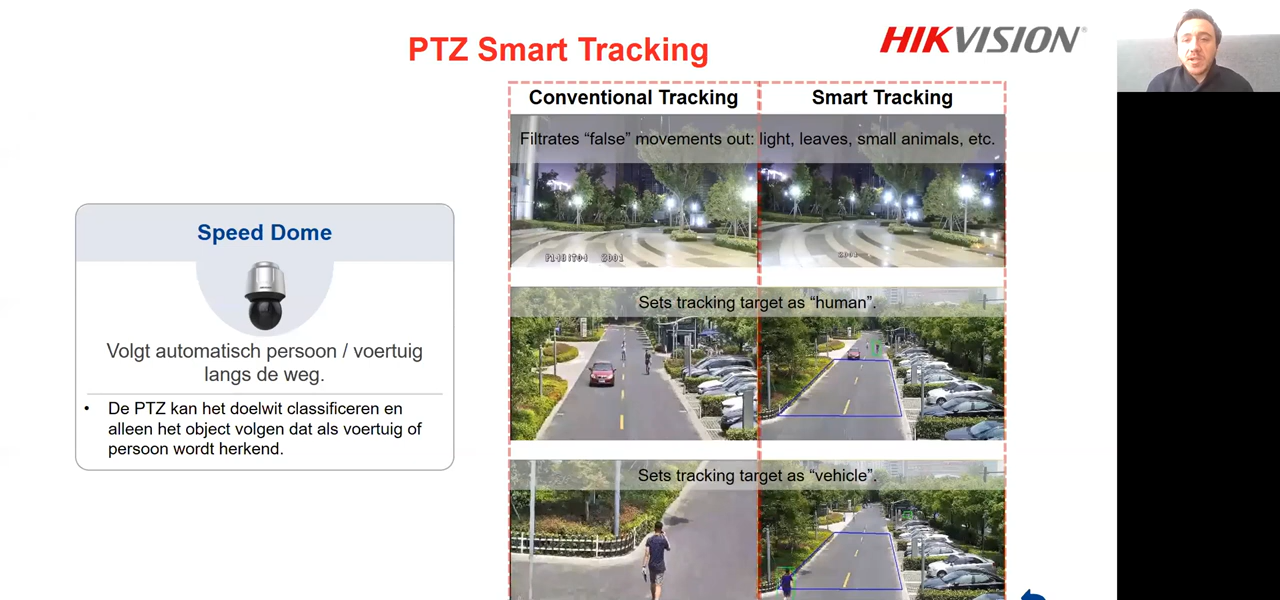 PTZ Smart Tracking
HIKVISION®
Conventional Tracking
Smart Tracking
Filtrates “false” movements out: light, leaves, small animals, etc.
Speed Dome
Volgt automatisch persoon / voertuig
langs de weg.
• De PTZ kan het doelwit classificeren en
alleen het object volgen dat als voertuig of
persoon wordt herkend.
Sets tracking target as “human”.
Sets tracking target as “vehicle”.